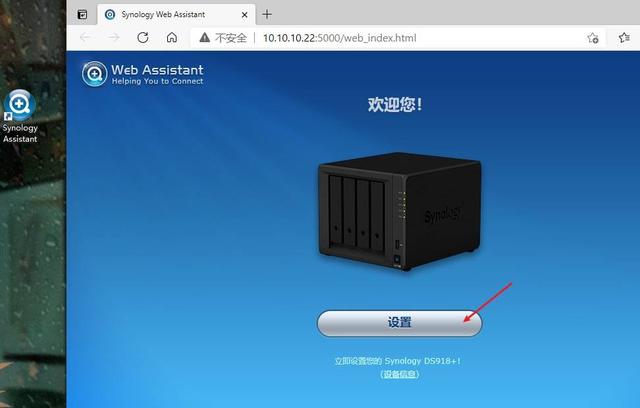 Synology Web Assistant
不安全
10.10.10.22:5000/web_index.html
Web Assistant
Helping You to Connect
欢迎您!
Synology
Assistant
Synology
设置
立即设置您的 Synology DS918+!
(设备信息)